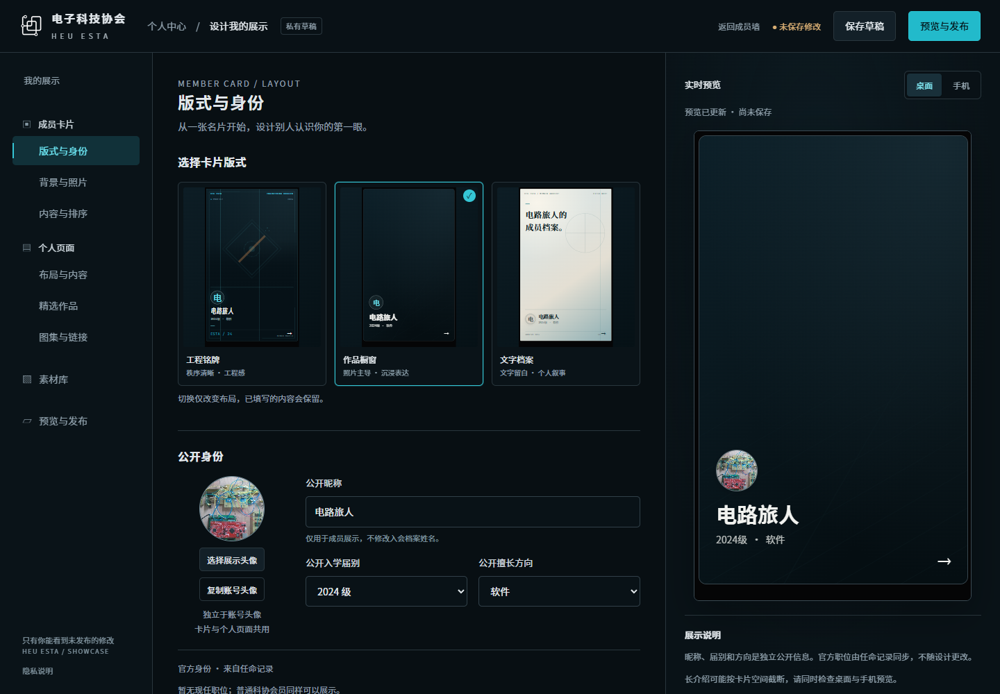 电子科技协会
HEU ESTA
个人中心 / 设计我的展示 私有草稿
返回成员墙 ● 未保存修改 保存草稿 预览与发布
我的展示
成员卡片
版式与身份
背景与照片
内容与排序
个人页面
布局与内容
精选作品
图集与链接
素材库
预览与发布
只有你能看到未发布的修改
HEU ESTA / SHOWCASE
隐私说明
MEMBER CARD / LAYOUT
版式与身份
从一张名片开始，设计别人认识你的第一眼。
选择卡片版式
电
电路旅人
2024级 • 软件
ESTA / 24
→
工程铭牌
秩序清晰 • 工程感
✓
电
电路旅人
2024级 • 软件
→
作品橱窗
照片主导 • 沉浸表达
电路旅人的
成员档案。
电
电路旅人
2024级 • 软件
→
文字档案
文字留白 • 个人叙事
切换仅改变布局，已填写的内容会保留。
公开身份
选择展示头像
复制账号头像
独立于账号头像
卡片与个人页面共用
公开昵称
电路旅人
仅用于成员展示，不修改入会档案姓名。
公开入学届别 公开擅长方向
2024 级 软件
官方身份 • 来自任命记录
暂无现任职位；普通科协会员同样可以展示。
实时预览 桌面 手机
预览已更新 • 尚未保存
电路旅人
2024级 • 软件
→
展示说明
昵称、届别和方向是独立公开信息。官方职位由任命记录同步，不随设计更改。
长介绍可能按卡片空间截断，请同时检查桌面与手机预览。